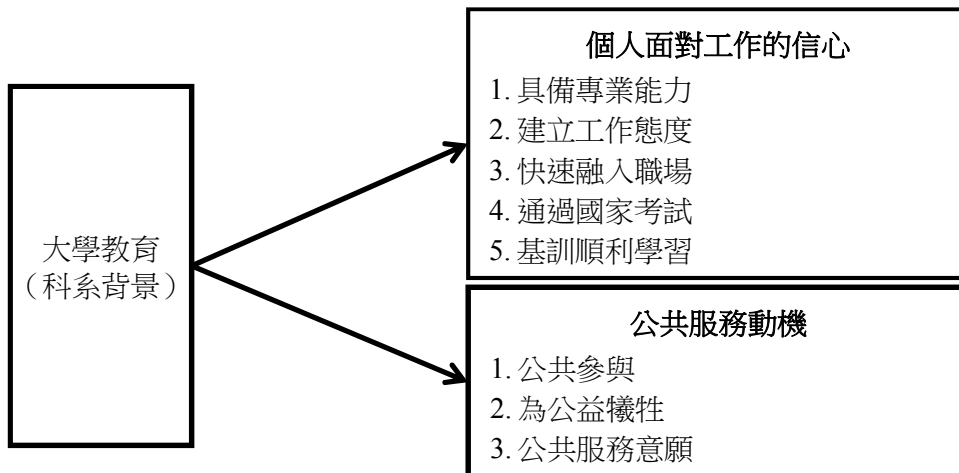 大學教育
（科系背景）
個人面對工作的信心
1. 具備專業能力
2. 建立工作態度
3. 快速融入職場
4. 通過國家考試
5. 基訓順利學習
公共服務動機
1. 公共參與
2. 為公益犧牲
3. 公共服務意願